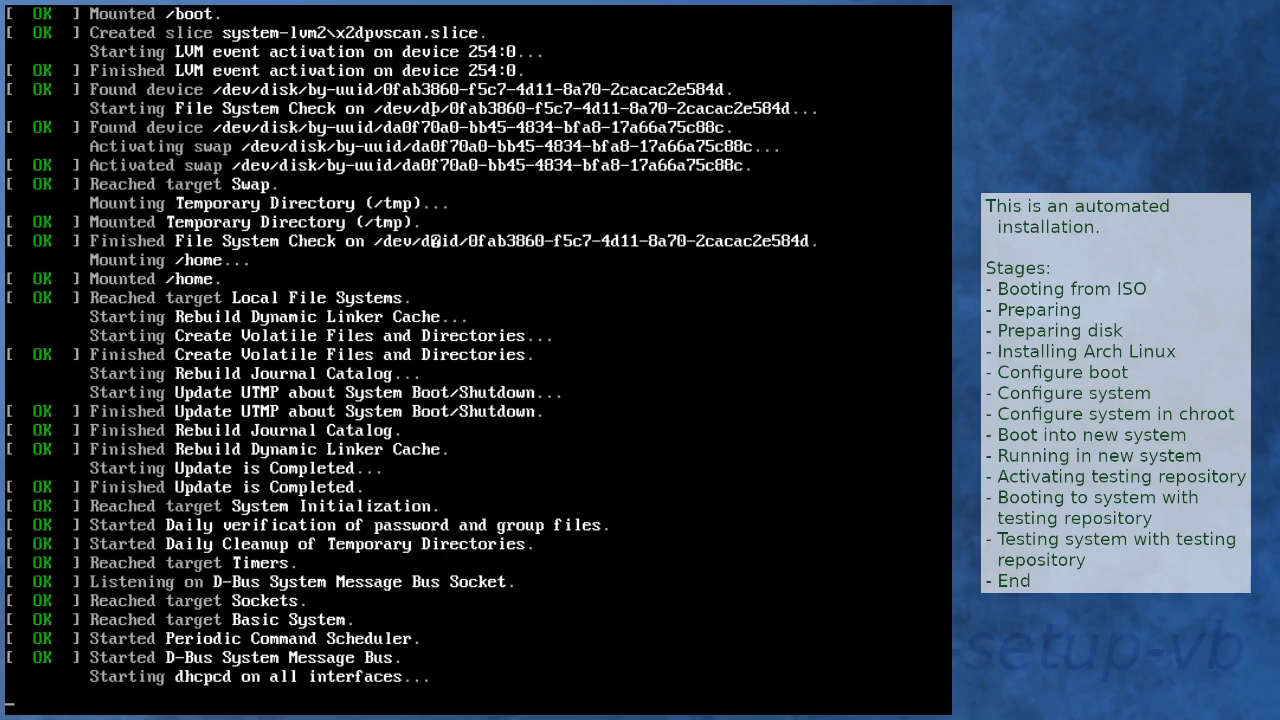 [  OK  ] Mounted /boot.
[  OK  ] Created slice system-lvm2\x2dpvscan.slice.
Starting LVM event activation on device 254:0...
[  OK  ] Finished LVM event activation on device 254:0.
[  OK  ] Found device /dev/disk/by-uuid/0fab3860-f5c7-4d11-8a70-2cacac2e584d.
Starting File System Check on /dev/dþ/0fab3860-f5c7-4d11-8a70-2cacac2e584d...
[  OK  ] Found device /dev/disk/by-uuid/da0f70a0-bb45-4834-bfa8-17a66a75c88c.
Activating swap /dev/disk/by-uuid/da0f70a0-bb45-4834-bfa8-17a66a75c88c...
[  OK  ] Activated swap /dev/disk/by-uuid/da0f70a0-bb45-4834-bfa8-17a66a75c88c.
[  OK  ] Reached target Swap.
Mounting Temporary Directory (/tmp)...
[  OK  ] Mounted Temporary Directory (/tmp).
[  OK  ] Finished File System Check on /dev/d�id/0fab3860-f5c7-4d11-8a70-2cacac2e584d.
Mounting /home...
[  OK  ] Mounted /home.
[  OK  ] Reached target Local File Systems.
Starting Rebuild Dynamic Linker Cache...
Starting Create Volatile Files and Directories...
[  OK  ] Finished Create Volatile Files and Directories.
Starting Rebuild Journal Catalog...
Starting Update UTMP about System Boot/Shutdown...
[  OK  ] Finished Update UTMP about System Boot/Shutdown.
[  OK  ] Finished Rebuild Journal Catalog.
[  OK  ] Finished Rebuild Dynamic Linker Cache.
Starting Update is Completed...
[  OK  ] Finished Update is Completed.
[  OK  ] Reached target System Initialization.
[  OK  ] Started Daily verification of password and group files.
[  OK  ] Started Daily Cleanup of Temporary Directories.
[  OK  ] Reached target Timers.
[  OK  ] Listening on D-Bus System Message Bus Socket.
[  OK  ] Reached target Sockets.
[  OK  ] Reached target Basic System.
[  OK  ] Started Periodic Command Scheduler.
[  OK  ] Started D-Bus System Message Bus.
Starting dhcpcd on all interfaces...
This is an automated
installation.
Stages:
- Booting from ISO
- Preparing
- Preparing disk
- Installing Arch Linux
- Configure boot
- Configure system
- Configure system in chroot
- Boot into new system
- Running in new system
- Activating testing repository
- Booting to system with
testing repository
- Testing system with testing
repository
- End
-setup-vb